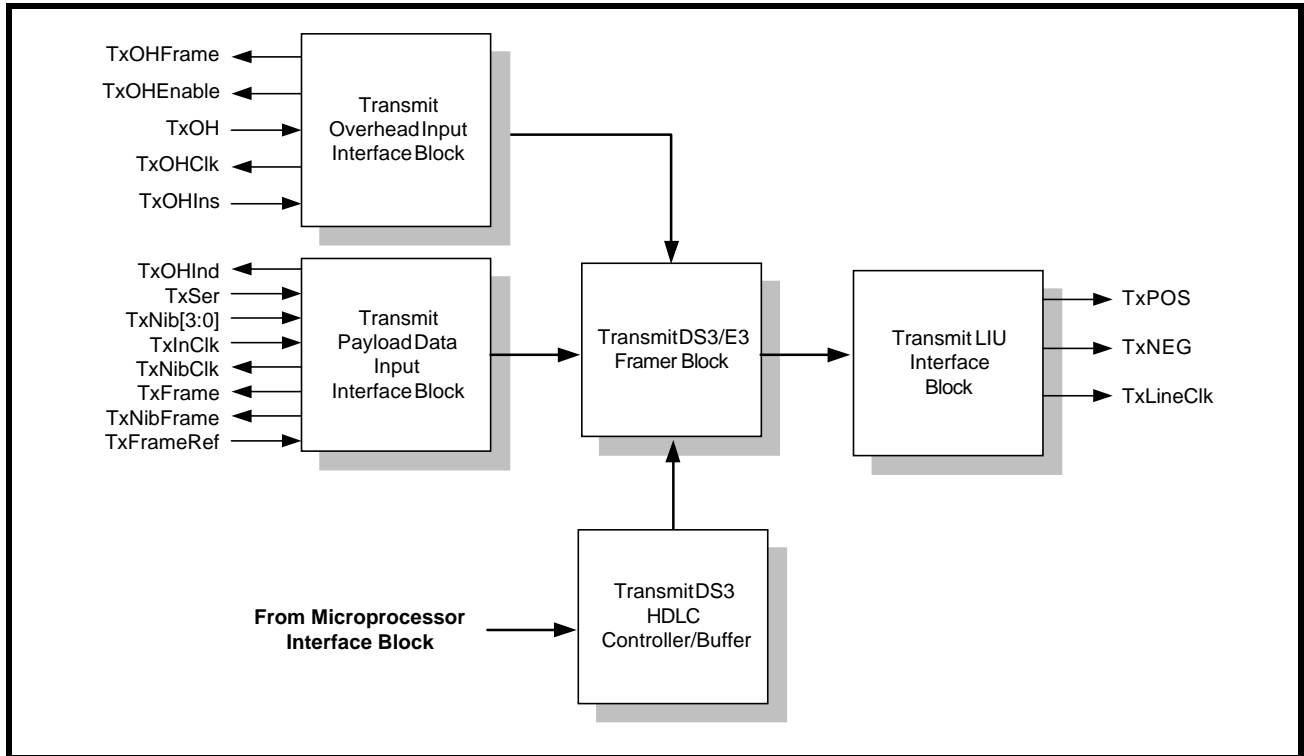 TxOHFrame
TxOHEnable
TxOH
TxOHClk
TxOHIns
Transmit
Overhead Input
Interface Block
TxOHInd
TxSer
TxNib[3:0]
TxInClk
TxNibClk
TxFrame
TxNibFrame
TxFrameRef
Transmit
Payload Data
Input
Interface Block
Transmit DS3/E3
Framer Block
Transmit LIU
Interface
Block
TxPOS
TxNEG
TxLineClk
From Microprocessor
Interface Block
Transmit DS3
HDLC
Controller/Buffer